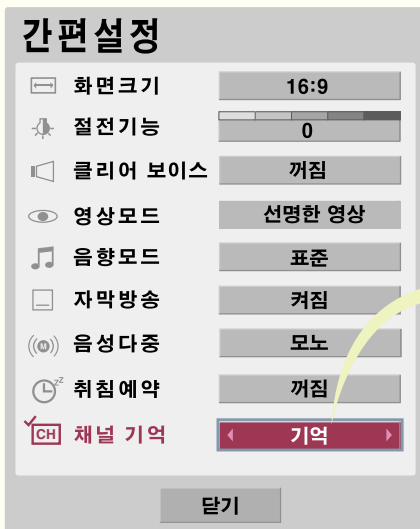 간편설정
화면크기 16:9
절전기능 0
클리어 보이스 꺼짐
영상모드 선명한 영상
음향모드 표준
자막방송 켜짐
(M) 음성다중 모노
zz 취침예약 꺼짐
CH 채널 기억 기억
닫기